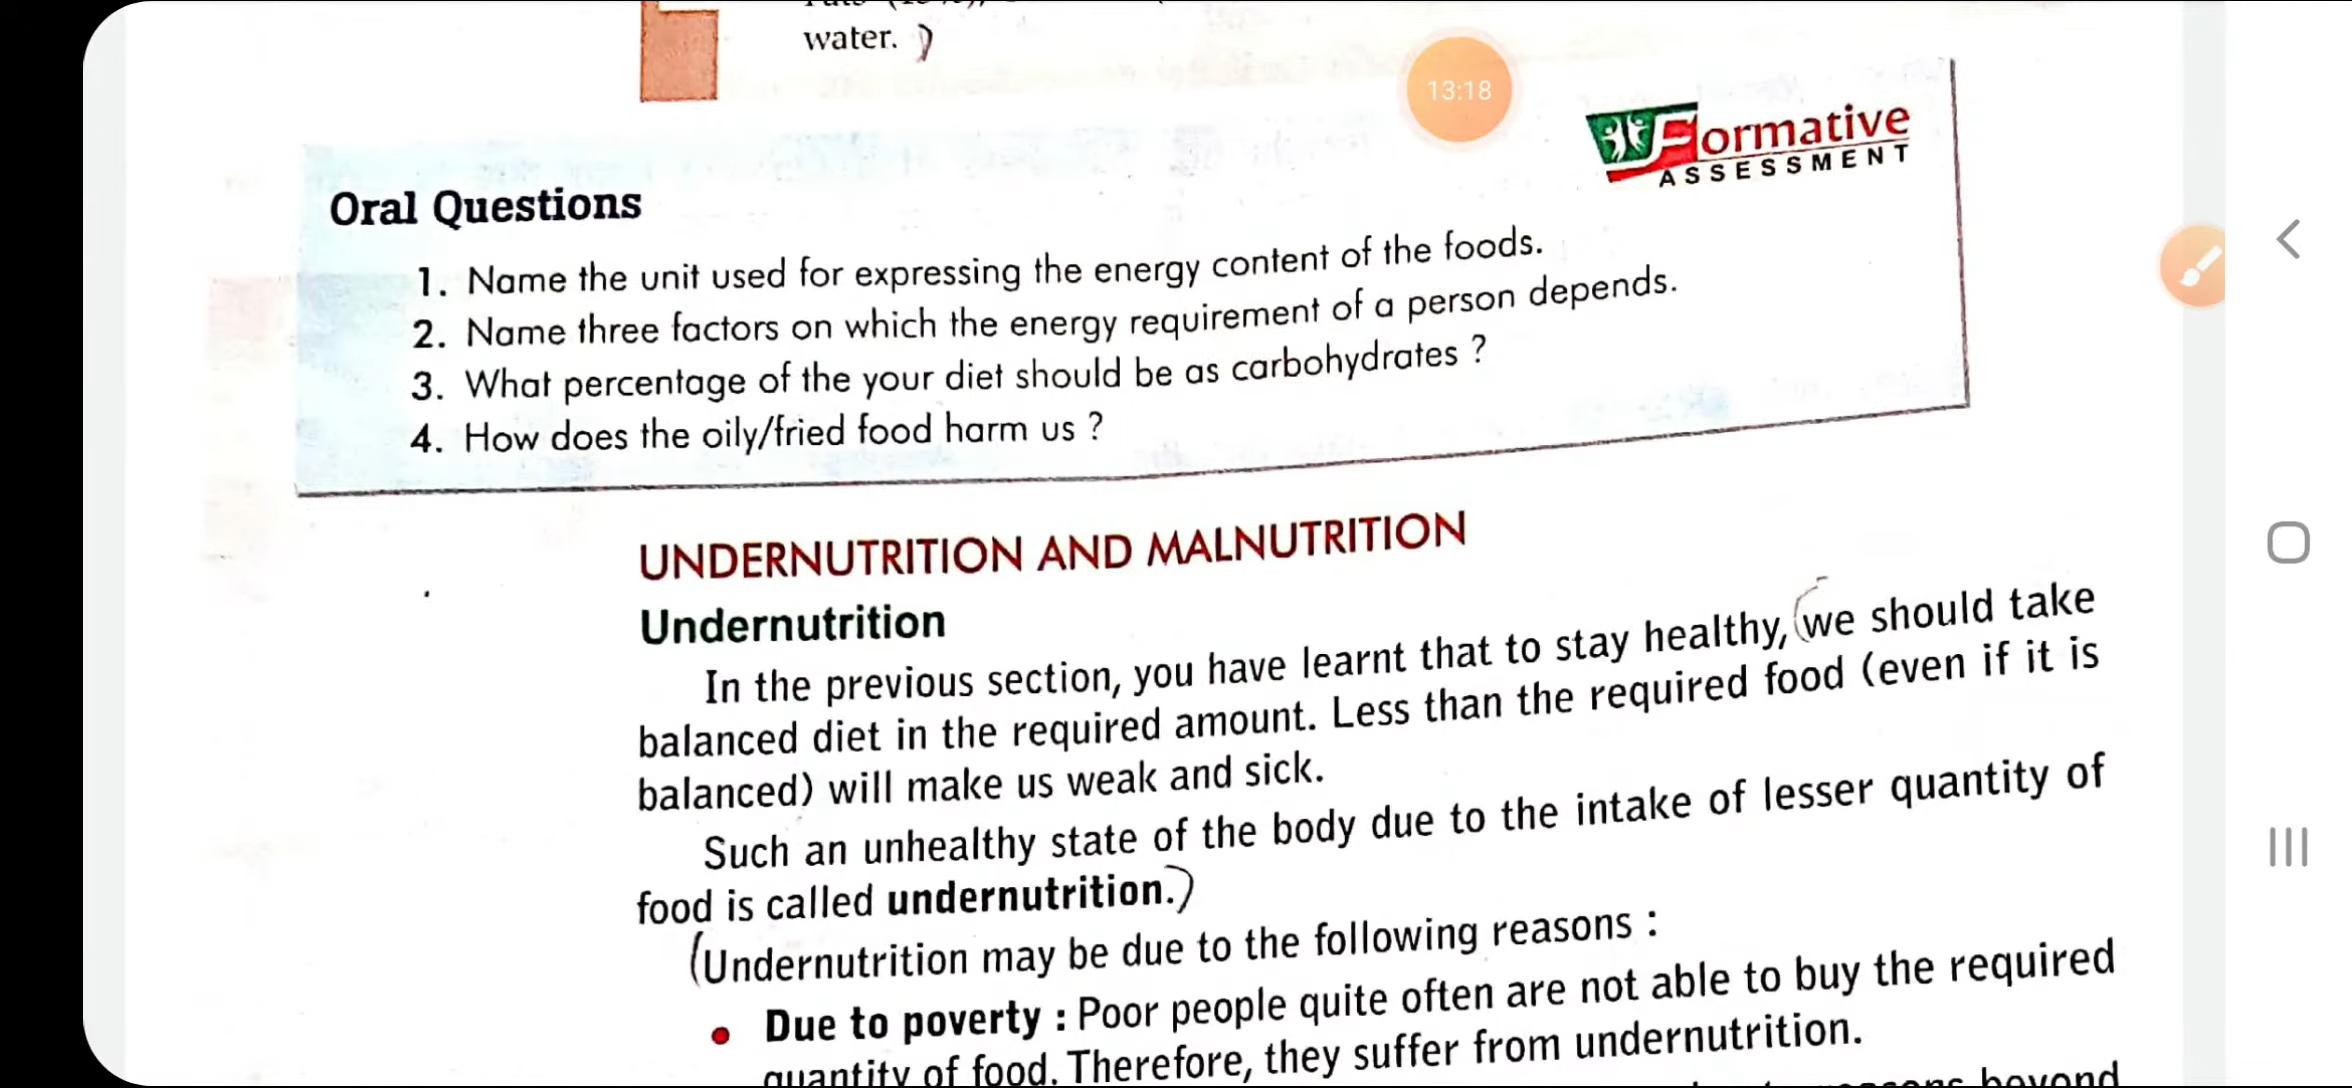 water. )
13:18
Formative
ASSESSMENT
Oral Questions
1. Name the unit used for expressing the energy content of the foods.
2. Name three factors on which the energy requirement of a person depends.
3. What percentage of the your diet should be as carbohydrates ?
4. How does the oily/fried food harm us ?
UNDERNUTRITION AND MALNUTRITION
Undernutrition
In the previous section, you have learnt that to stay healthy, (we should take
balanced diet in the required amount. Less than the required food (even if it is
balanced) will make us weak and sick.
Such an unhealthy state of the body due to the intake of lesser quantity of
food is called undernutrition.)
(Undernutrition may be due to the following reasons :
• Due to poverty : Poor people quite often are not able to buy the required
quantity of food. Therefore, they suffer from undernutrition.
beyond